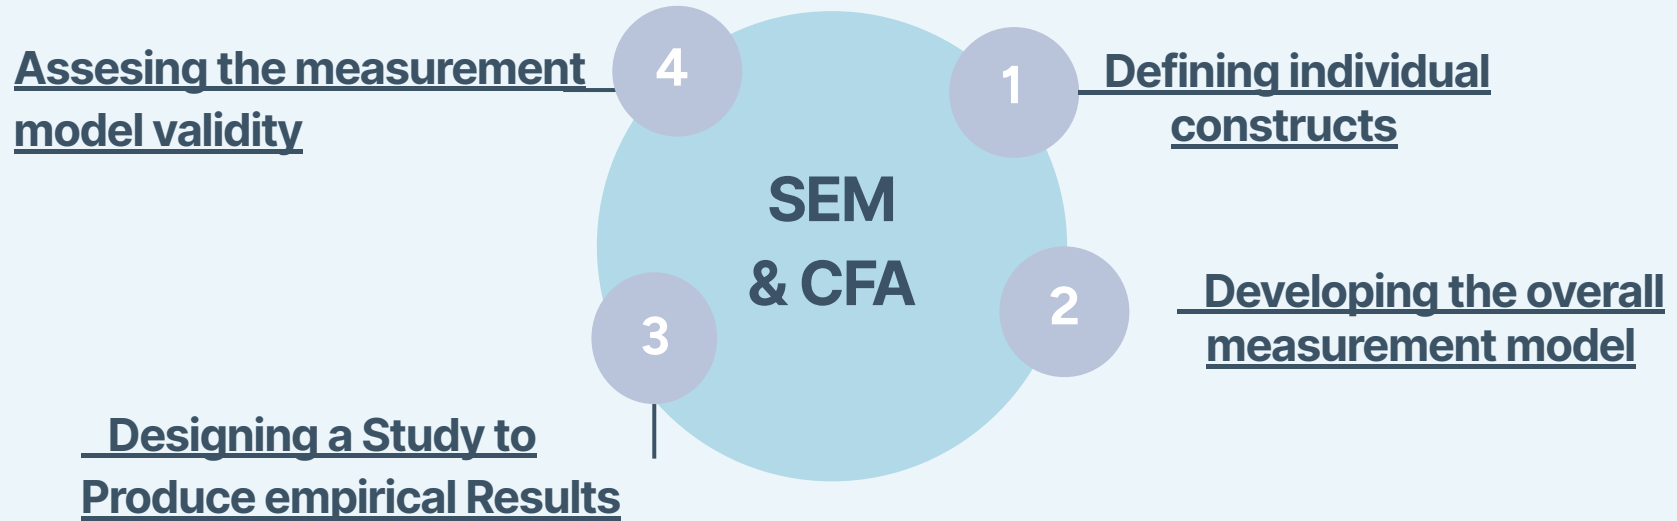 Assesing the measurement
model validity
4
1
Defining individual
constructs
SEM
& CFA
2
Developing the overall
measurement model
3
Designing a Study to
Produce empirical Results